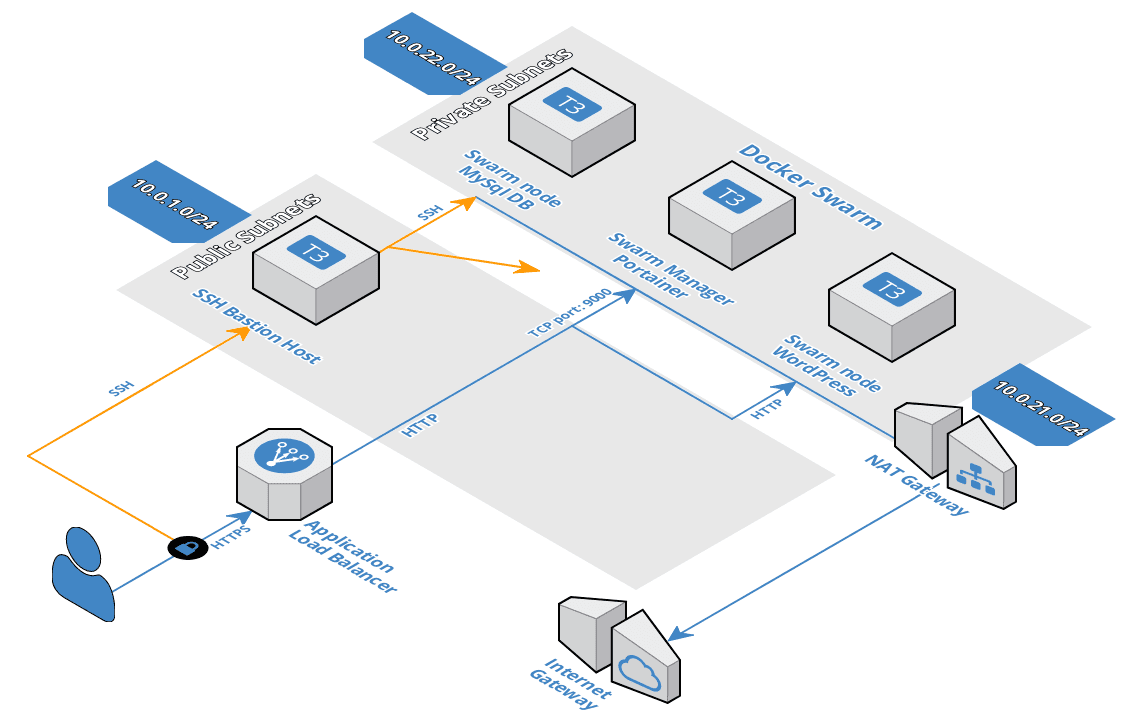 10.0.22.0/24
Private Subnets
T3
Swarm node
MySql DB
Docker Swarm
T3
Swarm Manager
Portainer
T3
Swarm node
WordPress
10.0.21.0/24
10.0.1.0/24
Public Subnets
T3
SSH Bastion Host
SSH
SSH
TCP port: 9000
HTTP
HTTP
HTTPS
Application
Load Balancer
NAT Gateway
Internet
Gateway